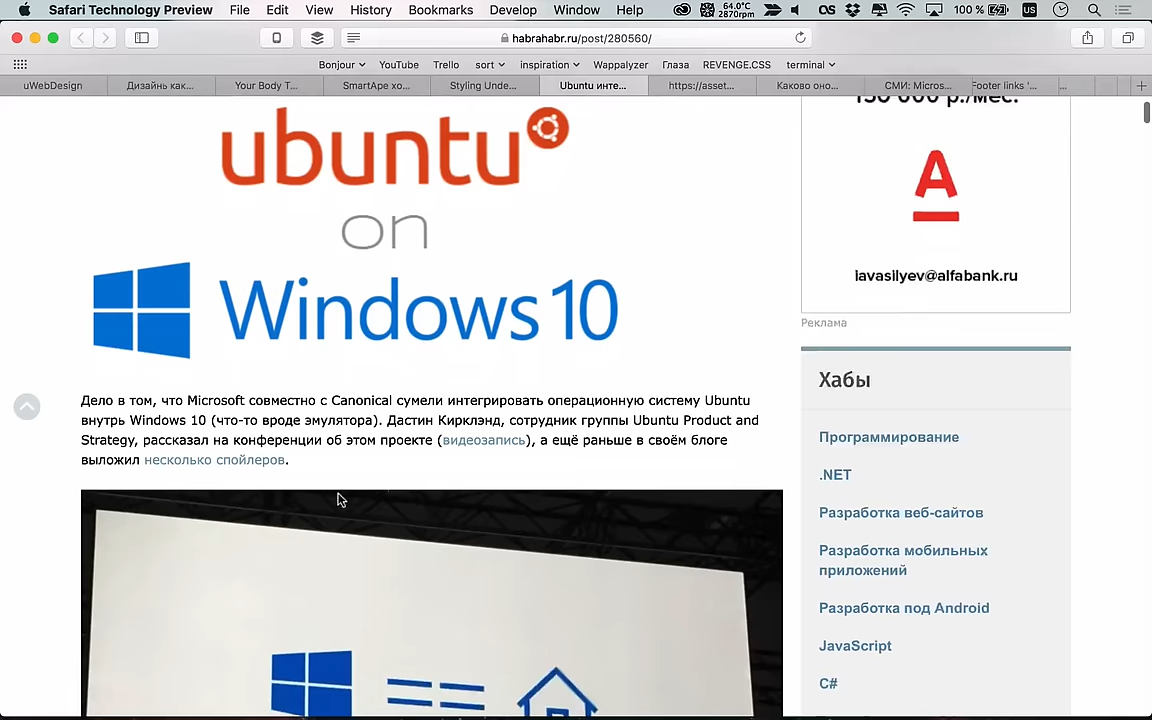 Safari Technology Preview File Edit View History Bookmarks Develop Window Help 64.0°C 2870rpm 100 % US
habrahabr.ru/post/280560/
Bonjour YouTube Trello sort inspiration Wappalyzer Глаза REVENGE.CSS terminal
uWebDesign Дизайнь как... Your Body T... SmartApe хо... Styling Unde... Ubuntu инте... https://asset... Каково оно... СМИ: Micros... Footer links '...
ubuntu
on
Windows 10
Дело в том, что Microsoft совместно с Canonical сумели интегрировать операционную систему Ubuntu
внутрь Windows 10 (что-то вроде эмулятора). Дастин Кирклэнд, сотрудник группы Ubuntu Product and
Strategy, рассказал на конференции об этом проекте (видеозапись), а ещё раньше в своём блоге
выложил несколько спойлеров.
150 000 р./мес.
lavasilyev@alfabank.ru
Реклама
Хабы
Программирование
.NET
Разработка веб-сайтов
Разработка мобильных
приложений
Разработка под Android
JavaScript
C#